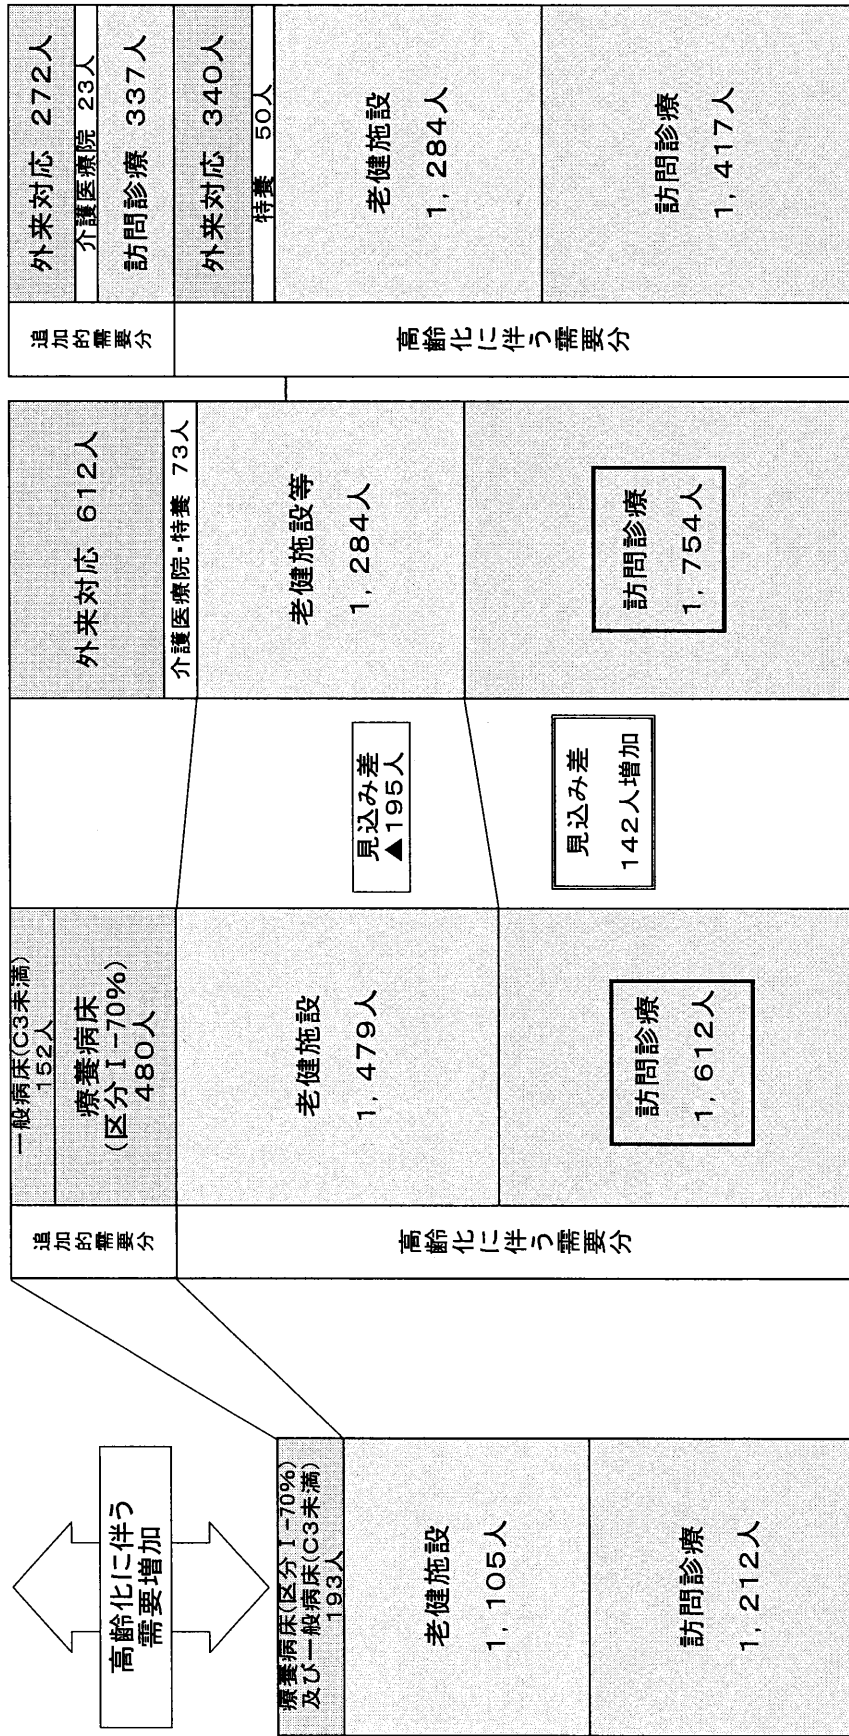 高齢化に伴う
需要増加
療養病床(区分Ⅰ-70%)
及び一般病床(C3未満)
193人
老健施設
1,105人
訪問診療
1,212人
追加的需要分
高齢化に伴う需要分
一般病床(C3未満)
152人
療養病床
(区分Ⅰ-70%)
480人
老健施設
1,479人
訪問診療
1,612人
見込み差
▲195人
見込み差
142人増加
外来対応 612人
介護医療院・特養 73人
老健施設等
1,284人
訪問診療
1,754人
追加的需要分
高齢化に伴う需要分
外来対応 272人
介護医療院 23人
訪問診療 337人
外来対応 340人
特養 50人
老健施設
1,284人
訪問診療
1,417人